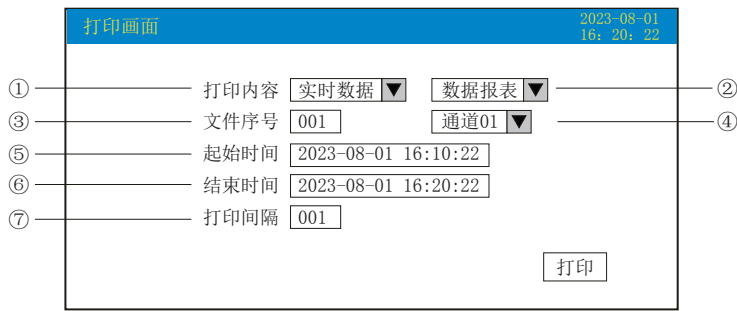 打印画面
2023-08-01
16: 20: 22
① 打印内容 实时数据 ▼ 数据报表 ▼ ②
③ 文件序号 001 通道01 ▼ ④
⑤ 起始时间 2023-08-01 16:10:22
⑥ 结束时间 2023-08-01 16:20:22
⑦ 打印间隔 001
打印